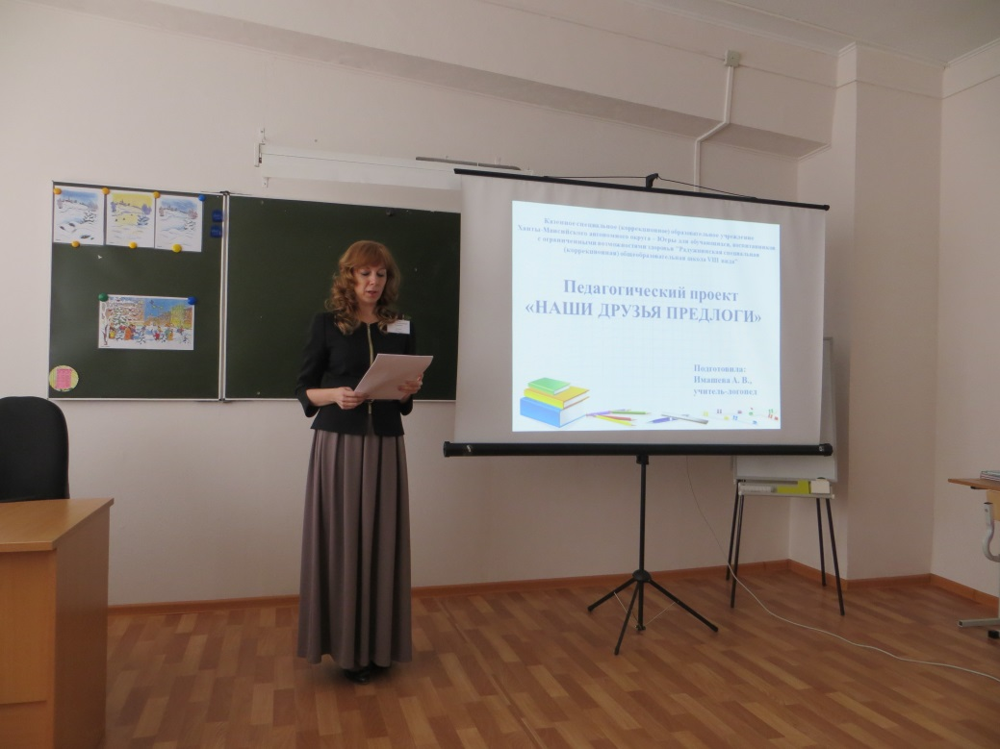 Казенное специальное (коррекционное) образовательное учреждение
Ханты-Мансийского автономного округа – Югры для обучающихся, воспитанников
с ограниченными возможностями здоровья "Радужнинская специальная
(коррекционная) общеобразовательная школа VIII вида"
Педагогический проект
«НАШИ ДРУЗЬЯ ПРЕДЛОГИ»
Подготовила:
Имашева А. В.,
учитель-логопед